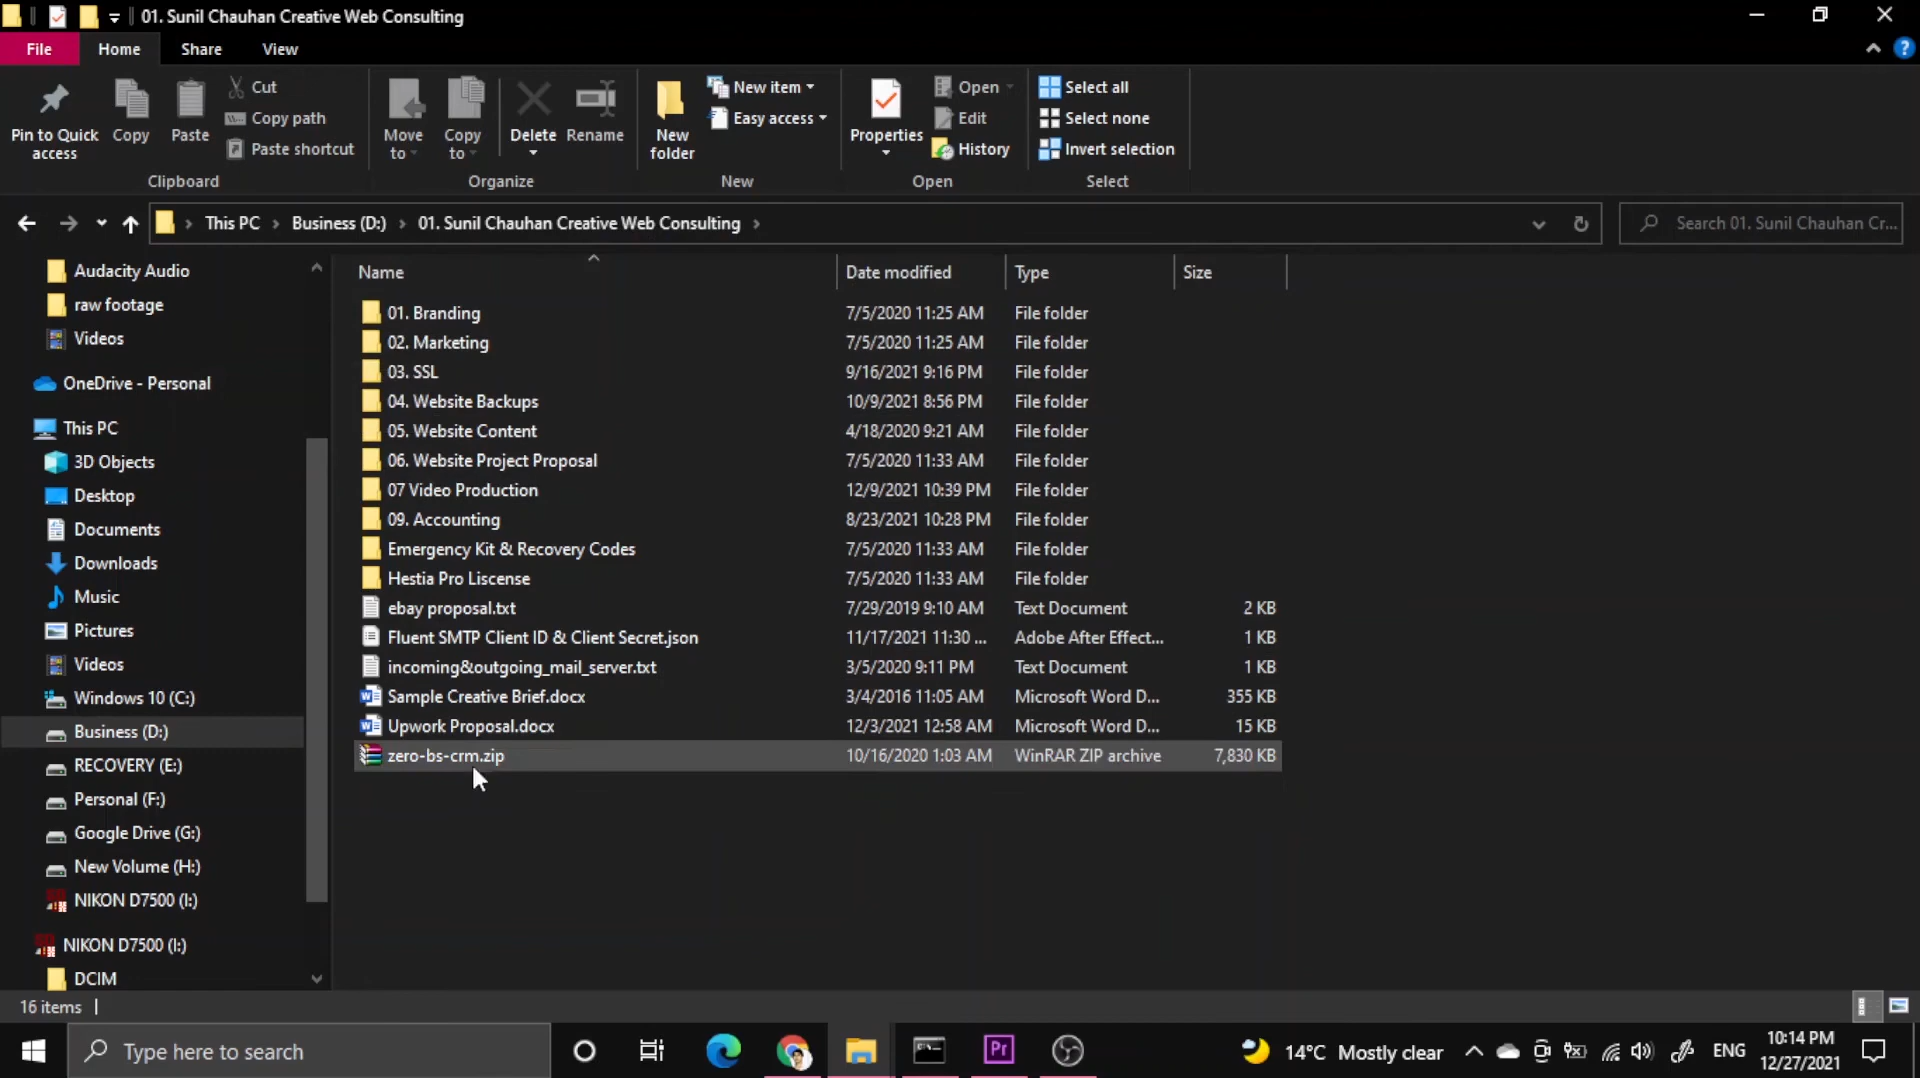 01. Sunil Chauhan Creative Web Consulting
File Home Share View
Pin to Quick access
Copy
Paste
Cut
Copy path
Paste shortcut
Move to
Copy to
Delete
Rename
New folder
New item
Easy access
Properties
Open
Edit
History
Select all
Select none
Invert selection
Clipboard Organize New Open Select
This PC Business (D:) 01. Sunil Chauhan Creative Web Consulting
Search 01. Sunil Chauhan Cr...
Audacity Audio
raw footage
Videos
OneDrive - Personal
This PC
3D Objects
Desktop
Documents
Downloads
Music
Pictures
Videos
Windows 10 (C:)
Business (D:)
RECOVERY (E:)
Personal (F:)
Google Drive (G:)
New Volume (H:)
NIKON D7500 (I:)
NIKON D7500 (I:)
DCIM
Name Date modified Type Size
01. Branding 7/5/2020 11:25 AM File folder
02. Marketing 7/5/2020 11:25 AM File folder
03. SSL 9/16/2021 9:16 PM File folder
04. Website Backups 10/9/2021 8:56 PM File folder
05. Website Content 4/18/2020 9:21 AM File folder
06. Website Project Proposal 7/5/2020 11:33 AM File folder
07 Video Production 12/9/2021 10:39 PM File folder
09. Accounting 8/23/2021 10:28 PM File folder
Emergency Kit & Recovery Codes 7/5/2020 11:33 AM File folder
Hestia Pro Liscense 7/5/2020 11:33 AM File folder
ebay proposal.txt 7/29/2019 9:10 AM Text Document 2 KB
Fluent SMTP Client ID & Client Secret.json 11/17/2021 11:30 ... Adobe After Effect... 1 KB
incoming&outgoing_mail_server.txt 3/5/2020 9:11 PM Text Document 1 KB
Sample Creative Brief.docx 3/4/2016 11:05 AM Microsoft Word D... 355 KB
Upwork Proposal.docx 12/3/2021 12:58 AM Microsoft Word D... 15 KB
zero-bs-crm.zip 10/16/2020 1:03 AM WinRAR ZIP archive 7,830 KB
16 items
Type here to search
Pr
14°C Mostly clear
ENG
10:14 PM
12/27/2021